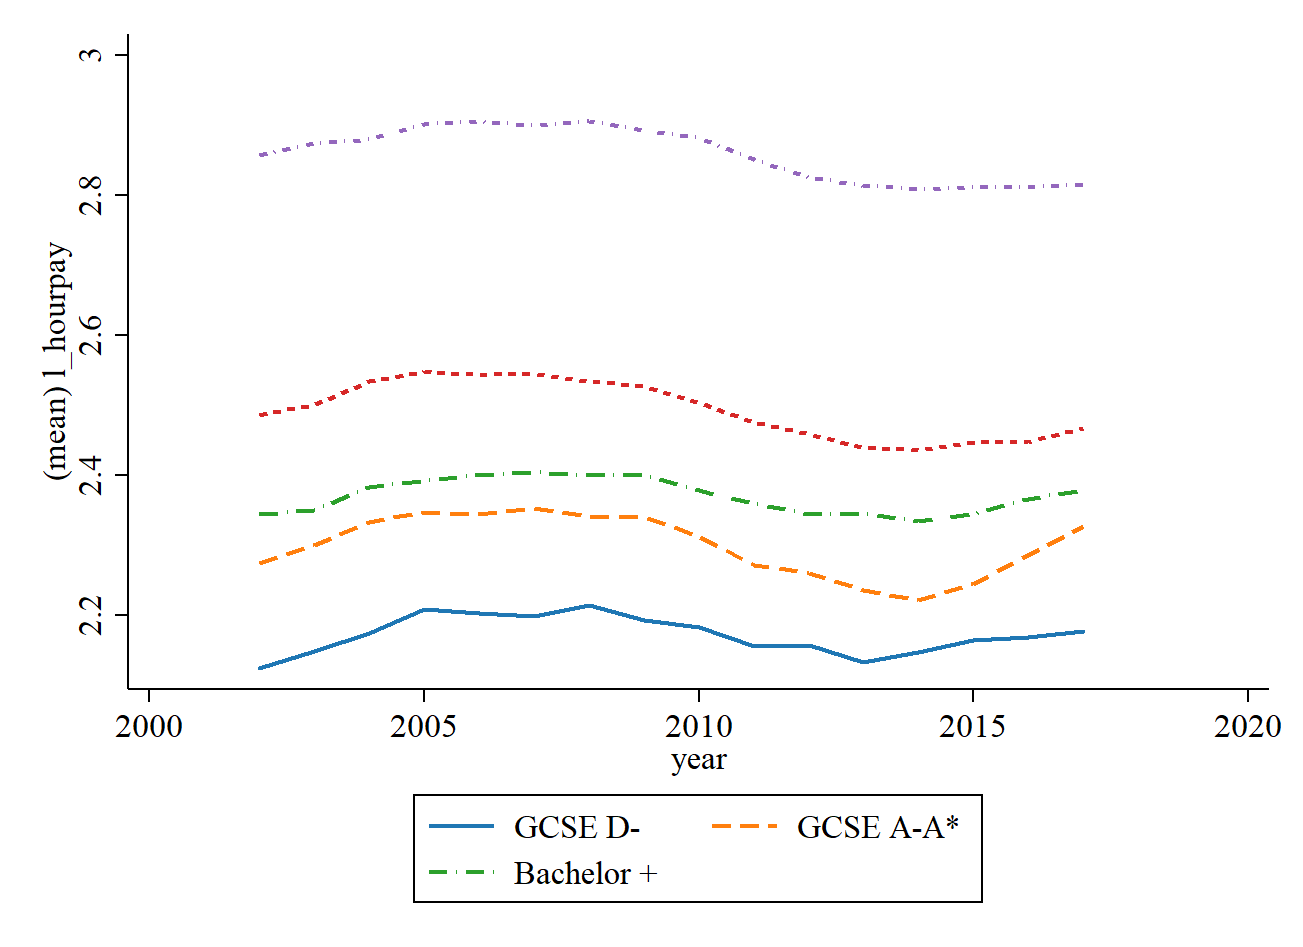 3
2.8
2.6
2.4
2.2
(mean) l_hourpay
2000 2005 2010 2015 2020
year
GCSE D- GCSE A-A*
Bachelor +